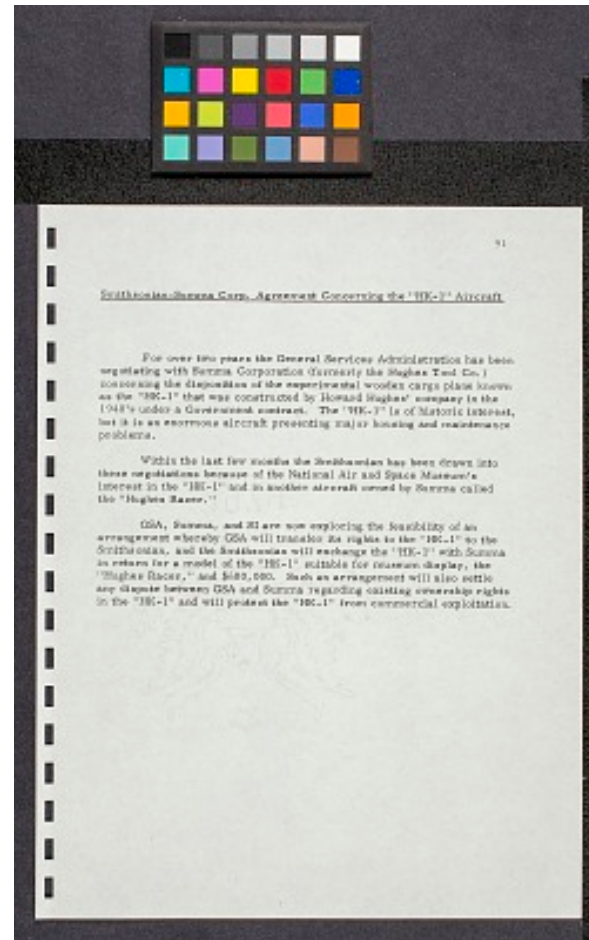 91
Smithsonian-Summa Corp. Agreement Concerning the "HK-1" Aircraft
For over two years the General Services Administration has been
negotiating with Summa Corporation (formerly the Hughes Tool Co.)
concerning the disposition of the experimental wooden cargo plane known
as the "HK-1" that was constructed by Howard Hughes' company in the
1940's under a Government contract. The "HK-1" is of historic interest,
but it is an enormous aircraft presenting major housing and maintenance
problems.
Within the last few months the Smithsonian has been drawn into
these negotiations because of the National Air and Space Museum's
interest in the "HK-1" and in another aircraft owned by Summa called
the "Hughes Racer."
GSA, Summa, and SI are now exploring the feasibility of an
arrangement whereby GSA will transfer its rights to the "HK-1" to the
Smithsonian, and the Smithsonian will exchange the "HK-1" with Summa
in return for a model of the "HK-1" suitable for museum display, the
"Hughes Racer," and Such an arrangement will also settle
any dispute between GSA and Summa regarding existing ownership rights
in the "HK-1" and will protect the "HK-1" from commercial exploitation.